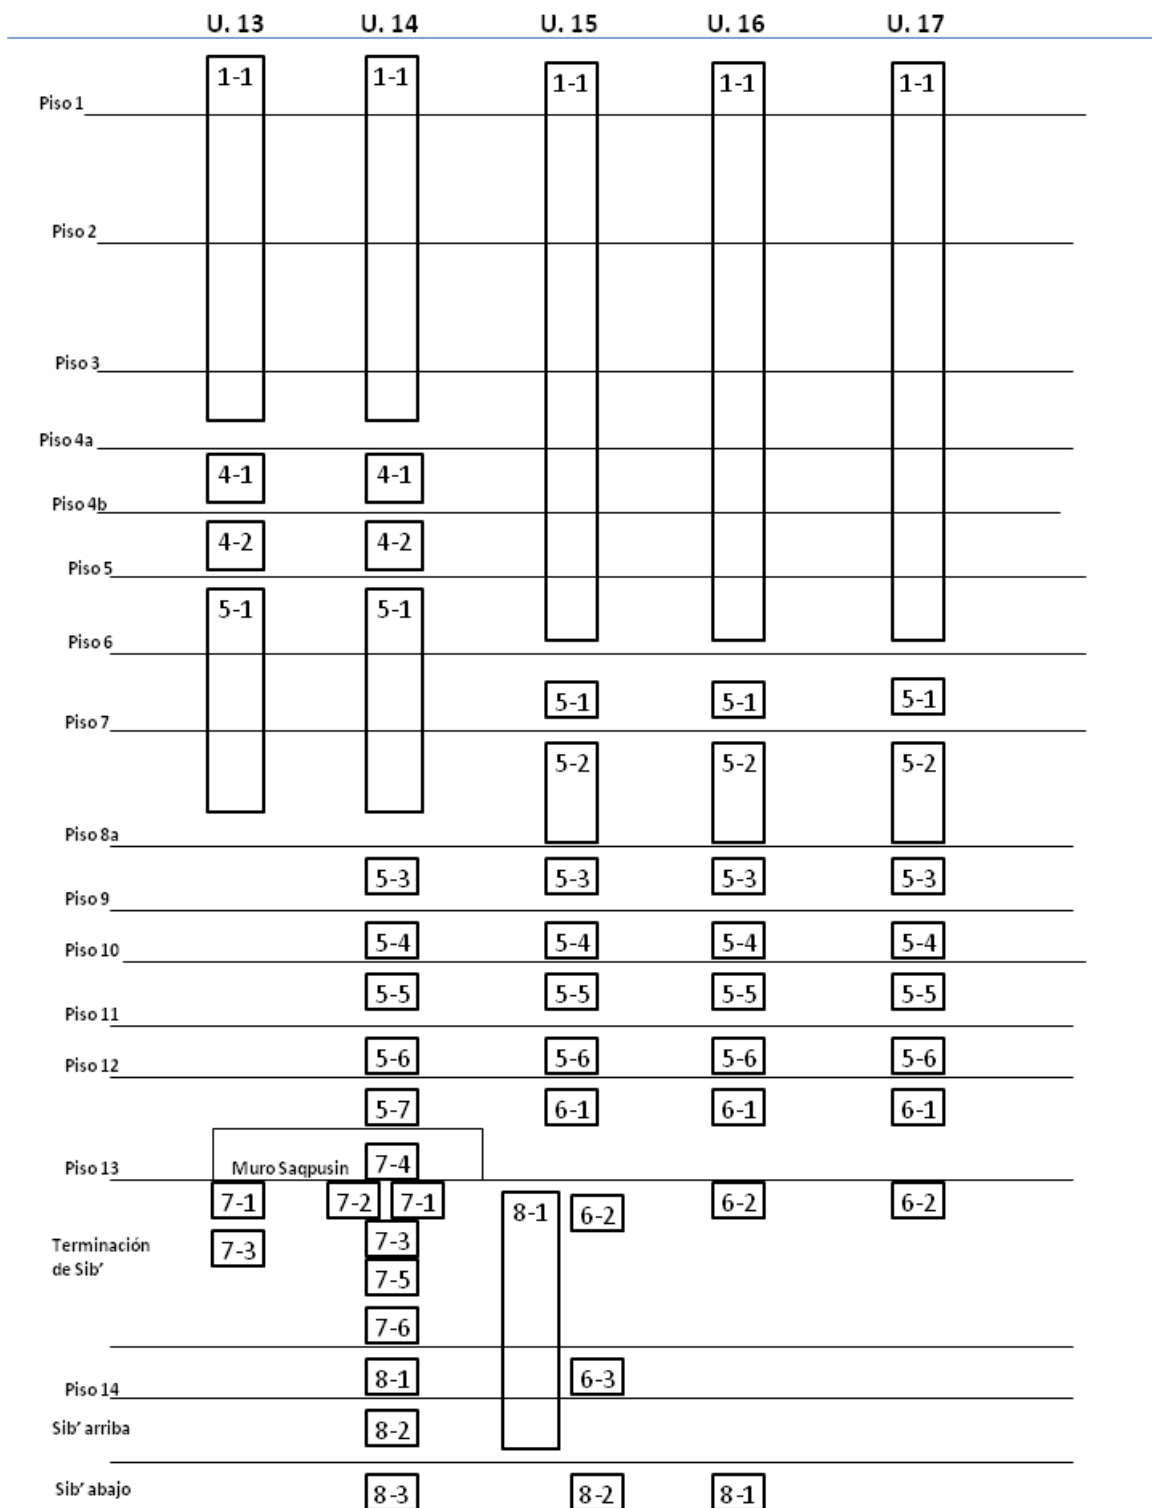 U. 13 U. 14 U. 15 U. 16 U. 17
1-1 1-1 1-1 1-1 1-1
Piso 1
Piso 2
Piso 3
Piso 4a
4-1 4-1
Piso 4b
4-2 4-2
Piso 5
5-1 5-1
Piso 6
5-1 5-1 5-1
Piso 7
5-2 5-2 5-2
Piso 8a
5-3 5-3 5-3 5-3
Piso 9
5-4 5-4 5-4 5-4
Piso 10
5-5 5-5 5-5 5-5
Piso 11
5-6 5-6 5-6 5-6
Piso 12
5-7 6-1 6-1 6-1
Piso 13 Muro Saqpusin 7-4
7-1 7-2 7-1 8-1 6-2 6-2 6-2
Terminación 7-3 7-3
de Sib'
7-5
7-6
Piso 14 8-1 6-3
Sib' arriba 8-2
Sib' abajo 8-3 8-2 8-1